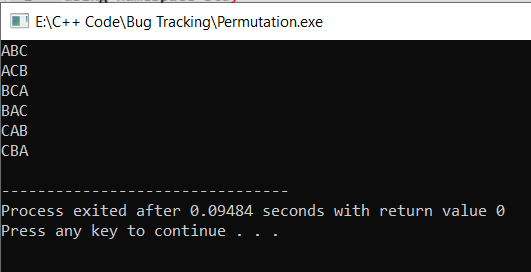 E:\C++ Code\Bug Tracking\Permutation.exe
ABC
ACB
BCA
BAC
CAB
CBA
--------------------------------
Process exited after 0.09484 seconds with return value 0
Press any key to continue . . .